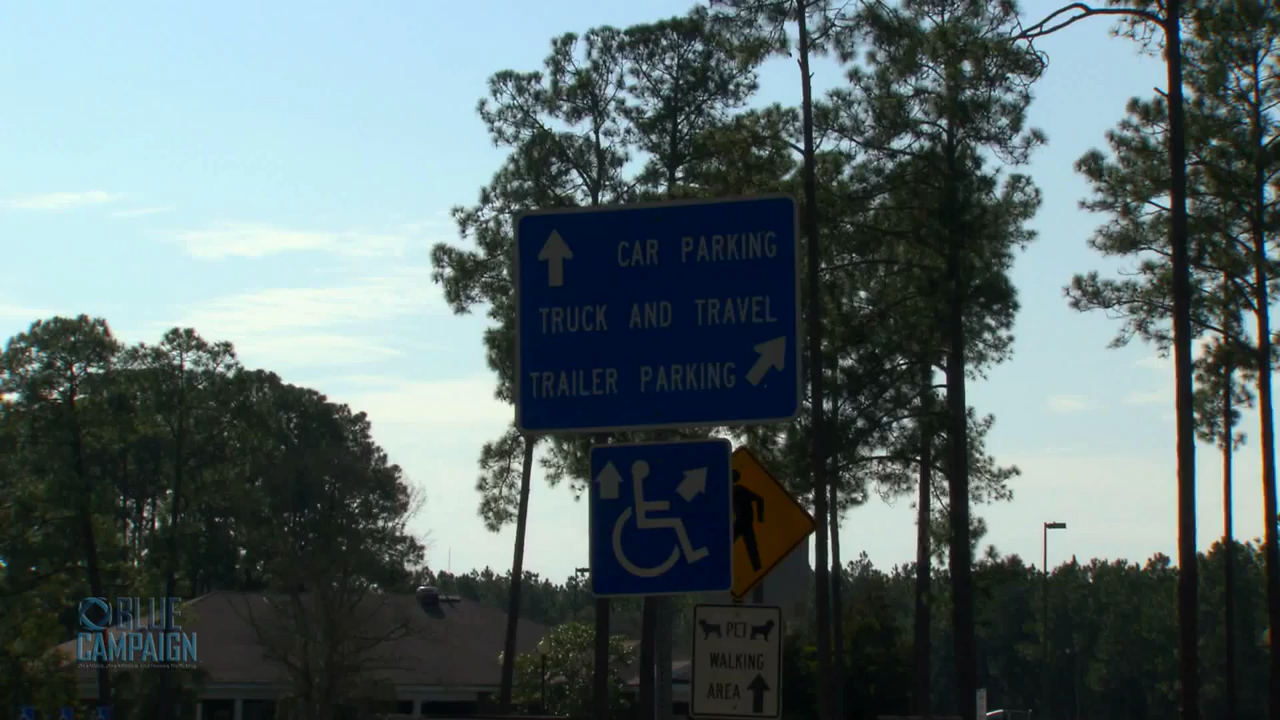 CAR PARKING
TRUCK AND TRAVEL
TRAILER PARKING
PET
WALKING
AREA
BLUE
CAMPAIGN